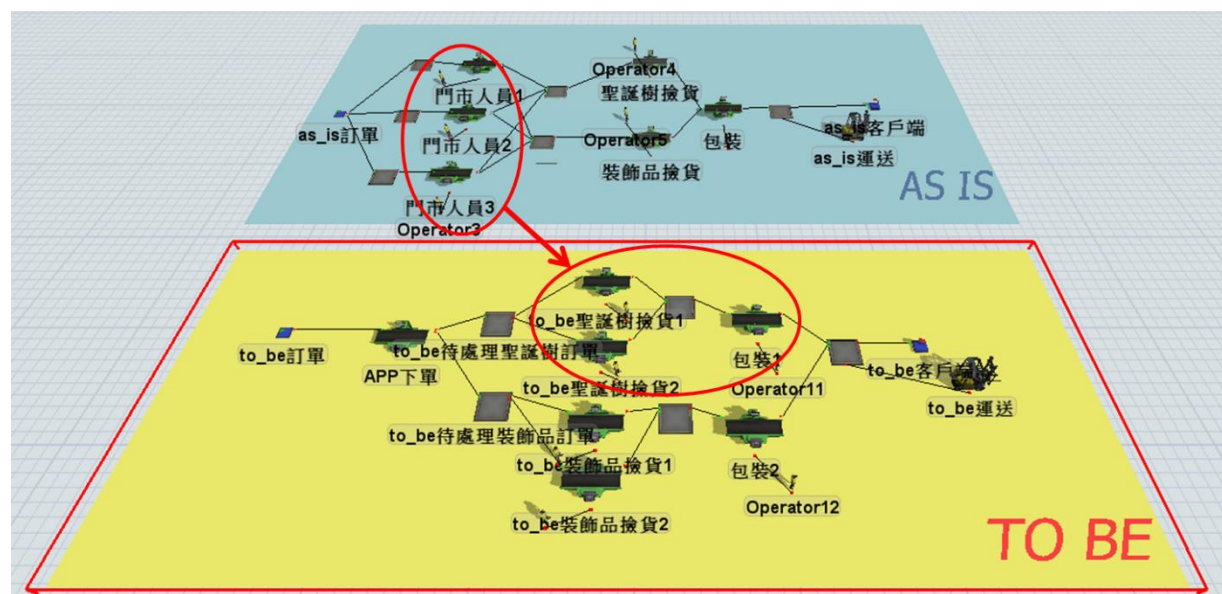 Operator4
門市人員1
聖誕樹撿貨
as_is訂單
門市人員2
Operator5
包裝
as_is客戶端
裝飾品撿貨
as_is運送
門市人員3
Operator3
AS IS
to_be訂單
APP下單
to_be待處理聖誕樹訂單
to_be聖誕樹撿貨1
to_be聖誕樹撿貨2
包裝1
Operator11
to_be客戶端
to_be運送
to_be待處理裝飾品訂單
to_be裝飾品撿貨1
to_be裝飾品撿貨2
包裝2
Operator12
TO BE